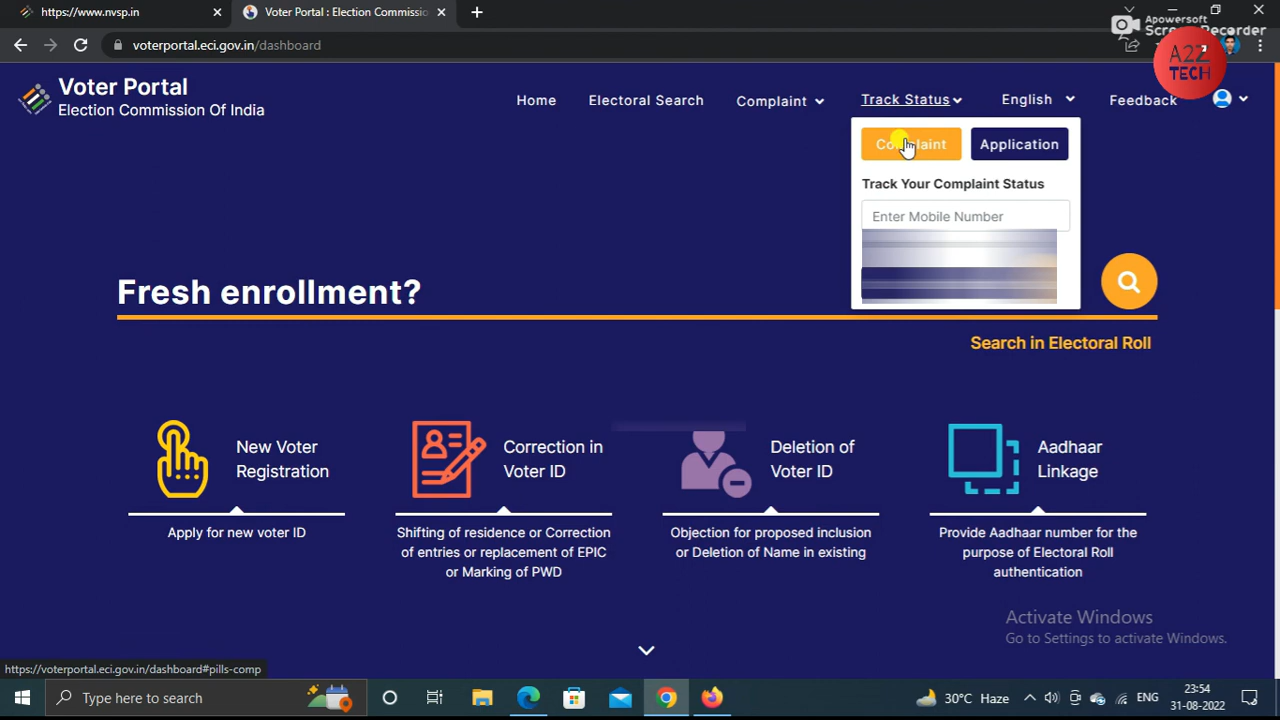 https://www.nvsp.in
Voter Portal : Election Commissio
Apowersoft
voterportal.eci.gov.in/dashboard
A2Z
TECH
Voter Portal
Election Commission Of India
Home
Electoral Search
Complaint
Track Status
English
Feedback
Complaint
Application
Track Your Complaint Status
Enter Mobile Number
Fresh enrollment?
Search in Electoral Roll
New Voter
Registration
Apply for new voter ID
Correction in
Voter ID
Shifting of residence or Correction
of entries or replacement of EPIC
or Marking of PWD
Deletion of
Voter ID
Objection for proposed inclusion
or Deletion of Name in existing
Aadhaar
Linkage
Provide Aadhaar number for the
purpose of Electoral Roll
authentication
Activate Windows
Go to Settings to activate Windows.
https://voterportal.eci.gov.in/dashboard#pills-comp
Type here to search
30°C Haze
ENG
23:54
31-08-2022